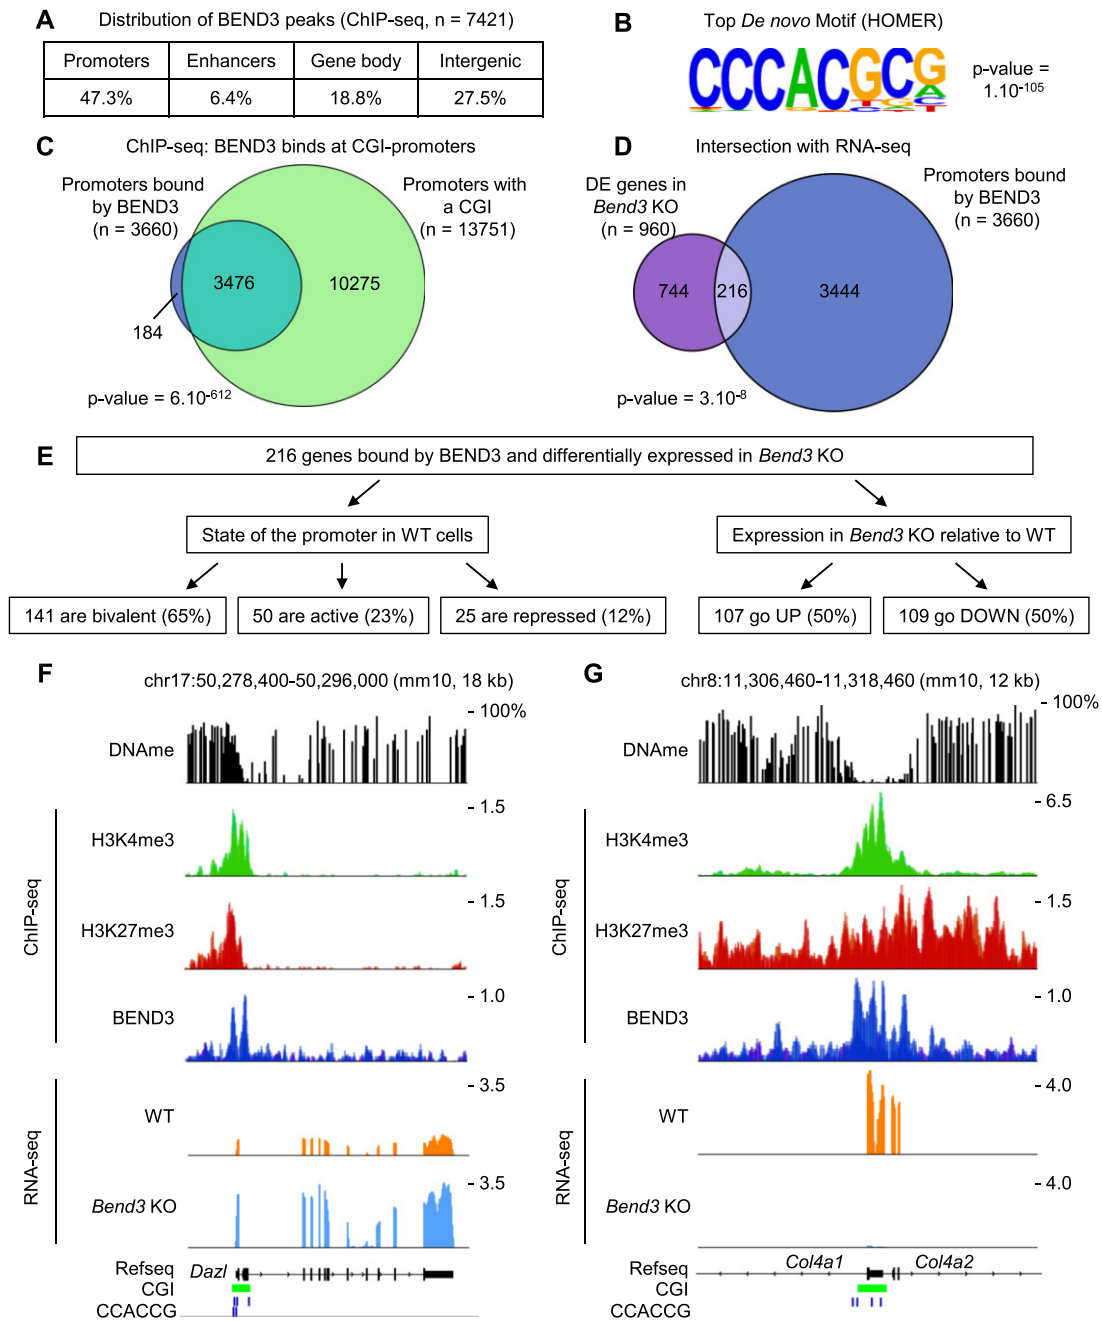 A
Distribution of BEND3 peaks (ChIP-seq, n = 7421)
Promoters Enhancers Gene body Intergenic
47.3% 6.4% 18.8% 27.5%
B
Top De novo Motif (HOMER)
CCCACGCG
p-value =
1.10-105
C
ChIP-seq: BEND3 binds at CGI-promoters
Promoters bound
by BEND3
(n = 3660)
Promoters with
a CGI
(n = 13751)
3476
10275
184
p-value = 6.10-612
D
Intersection with RNA-seq
DE genes in
Bend3 KO
(n = 960)
Promoters bound
by BEND3
(n = 3660)
744
216
3444
p-value = 3.10-8
E
216 genes bound by BEND3 and differentially expressed in Bend3 KO
State of the promoter in WT cells
Expression in Bend3 KO relative to WT
141 are bivalent (65%)
50 are active (23%)
25 are repressed (12%)
107 go UP (50%)
109 go DOWN (50%)
F
chr17:50,278,400-50,296,000 (mm10, 18 kb)
- 100%
DNAme
- 1.5
H3K4me3
- 1.5
H3K27me3
- 1.0
BEND3
ChIP-seq
- 3.5
WT
- 3.5
Bend3 KO
RNA-seq
Refseq
Dazl
CGI
CCACCG
G
chr8:11,306,460-11,318,460 (mm10, 12 kb)
- 100%
DNAme
- 6.5
H3K4me3
- 1.5
H3K27me3
- 1.0
BEND3
ChIP-seq
- 4.0
WT
- 4.0
Bend3 KO
RNA-seq
Col4a1
Col4a2
Refseq
CGI
CCACCG